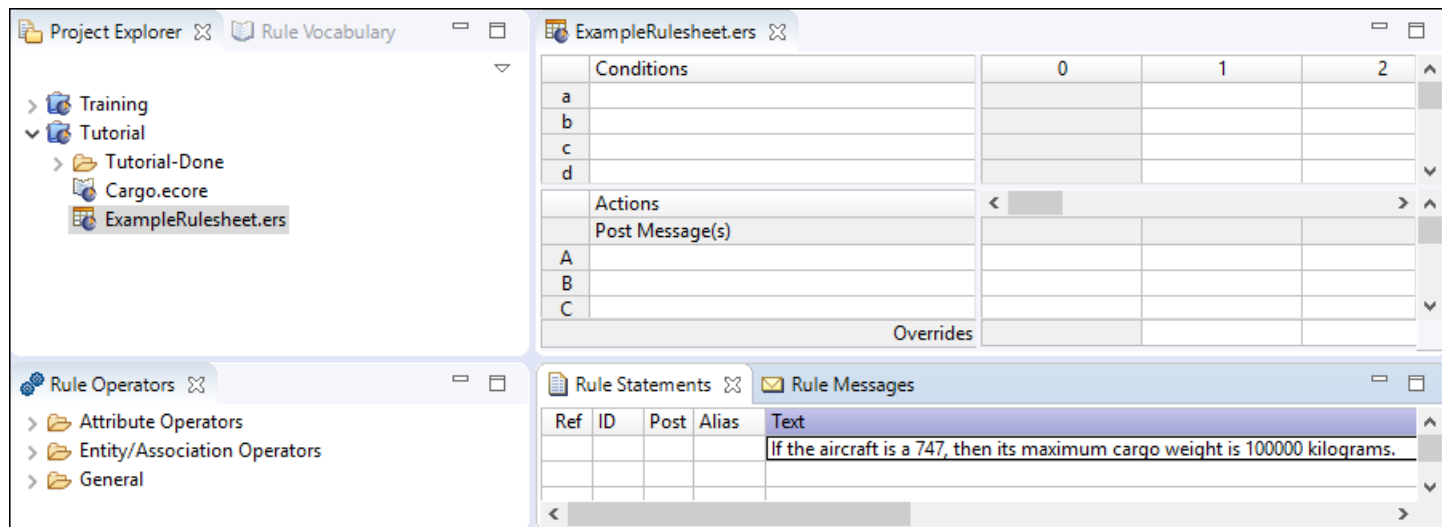 Project Explorer Rule Vocabulary
Training
Tutorial
Tutorial-Done
Cargo.ecore
ExampleRulesheet.ers
ExampleRulesheet.ers
Conditions 0 1 2
a
b
c
d
Actions
Post Message(s)
A
B
C
Overrides
Rule Operators
Attribute Operators
Entity/Association Operators
General
Rule Statements Rule Messages
Ref ID Post Alias Text
If the aircraft is a 747, then its maximum cargo weight is 100000 kilograms.